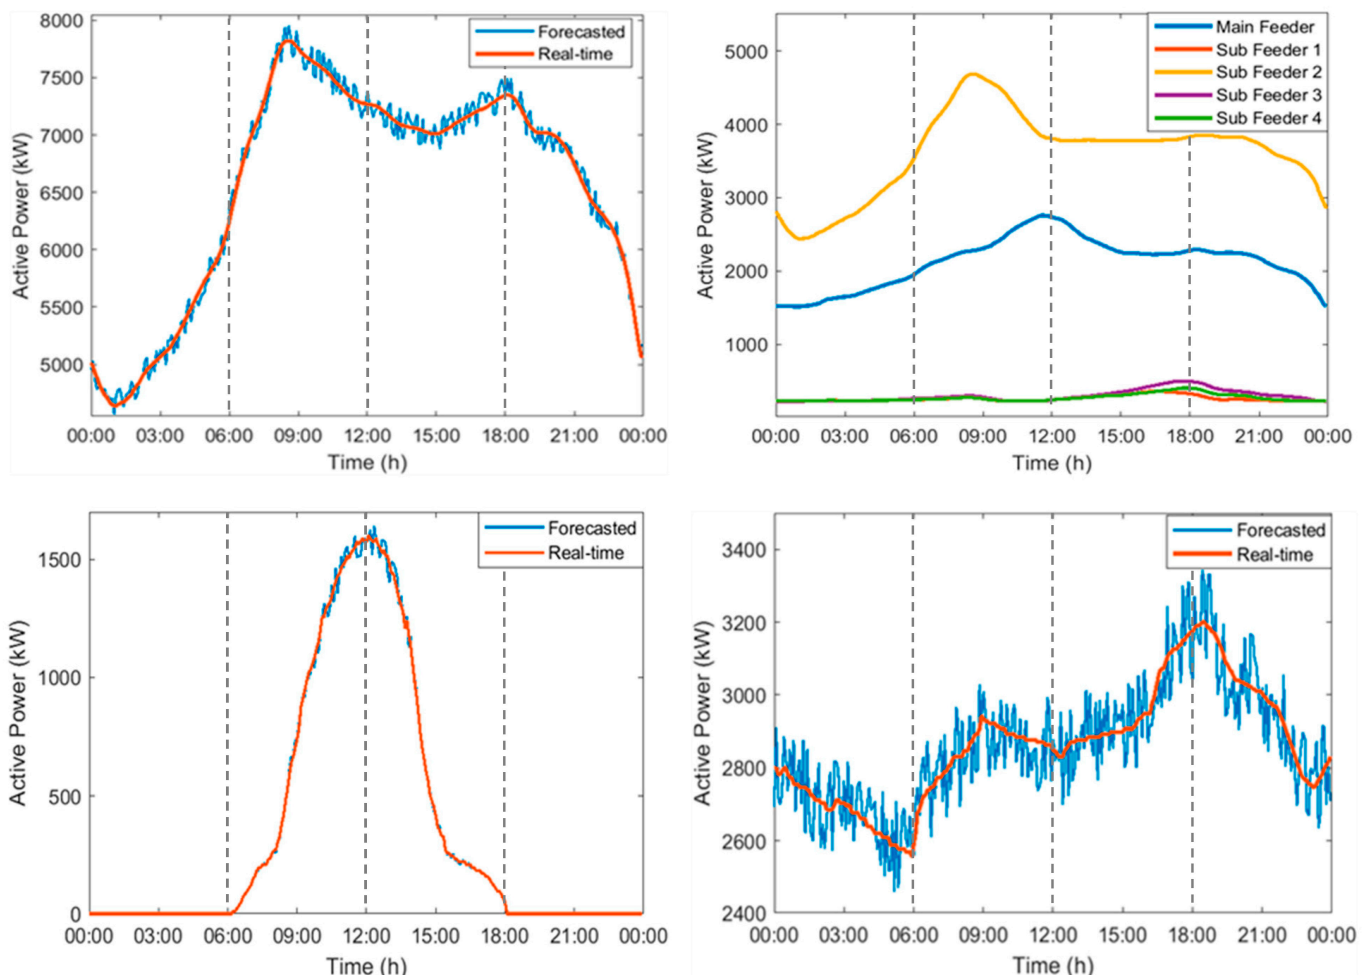 8000
7500
7000
6500
6000
5500
5000
Active Power (kW)
Forecasted
Real-time
00:00 03:00 06:00 09:00 12:00 15:00 18:00 21:00 00:00
Time (h)
5000
4000
3000
2000
1000
Active Power (kW)
Main Feeder
Sub Feeder 1
Sub Feeder 2
Sub Feeder 3
Sub Feeder 4
00:00 03:00 06:00 09:00 12:00 15:00 18:00 21:00 00:00
Time (h)
1500
1000
500
0
Active Power (kW)
Forecasted
Real-time
00:00 03:00 06:00 09:00 12:00 15:00 18:00 21:00 00:00
Time (h)
3400
3200
3000
2800
2600
2400
Active Power (kW)
Forecasted
Real-time
00:00 03:00 06:00 09:00 12:00 15:00 18:00 21:00 00:00
Time (h)